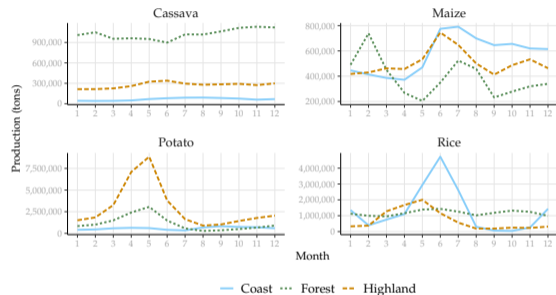 Cassava Maize
900,000 800,000
600,000 600,000
300,000 400,000
0 200,000
1 2 3 4 5 6 7 8 9 10 11 12 1 2 3 4 5 6 7 8 9 10 11 12
Production (tons)
Potato Rice
7,500,000 4,000,000
5,000,000 3,000,000
2,500,000 2,000,000
0 1,000,000
0
1 2 3 4 5 6 7 8 9 10 11 12 1 2 3 4 5 6 7 8 9 10 11 12
Month
Coast Forest Highland